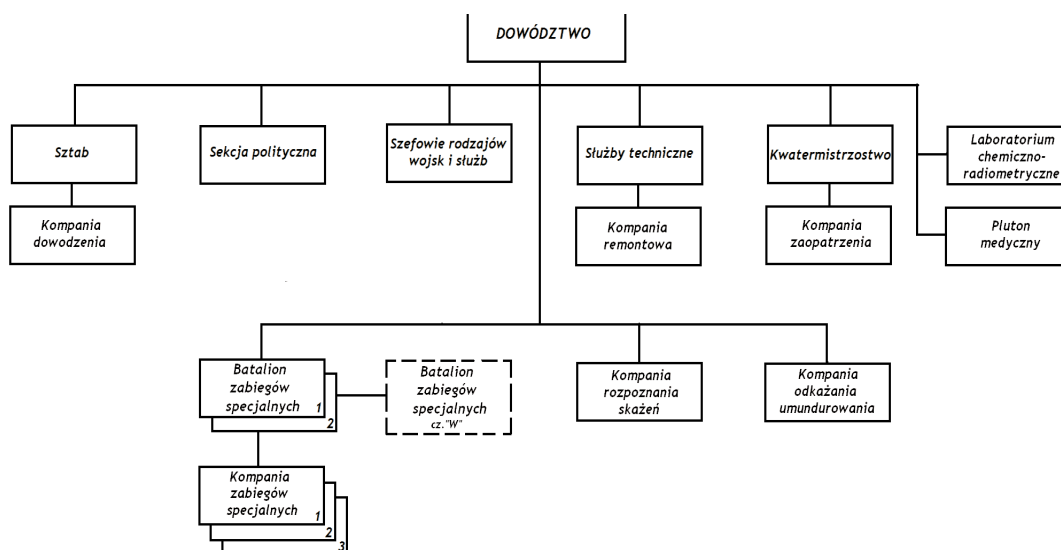 DOWÓDZTWO
Sztab
Sekcja polityczna
Szefowie rodzajów
wojsk i służb
Służby techniczne
Kwatermistrzostwo
Laboratorium
chemiczno-
radiometryczne
Kompania
dowodzenia
Kompania
remontowa
Kompania
zaopatrzenia
Pluton
medyczny
Batalion
zabiegów
specjalnych
1
2
Batalion
zabiegów
specjalnych
cz."W"
Kompania
rozpoznania
skażeń
Kompania
odkażania
umundurowania
Kompania
zabiegów
specjalnych
1
2
3